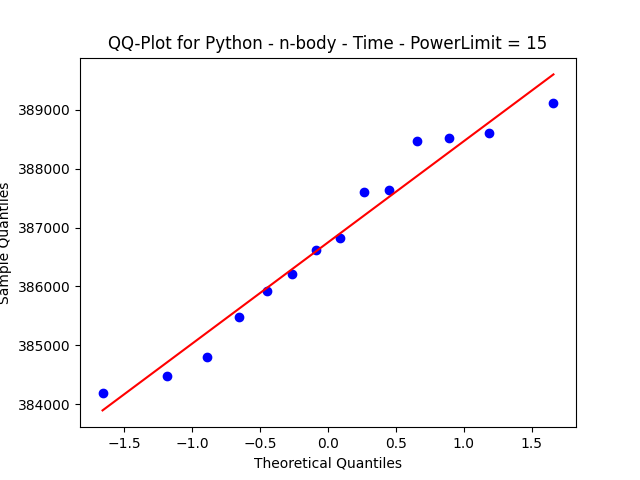 QQ-Plot for Python - n-body - Time - PowerLimit = 15
389000
388000
387000
386000
385000
384000
Sample Quantiles
−1.5 −1.0 −0.5 0.0 0.5 1.0 1.5
Theoretical Quantiles